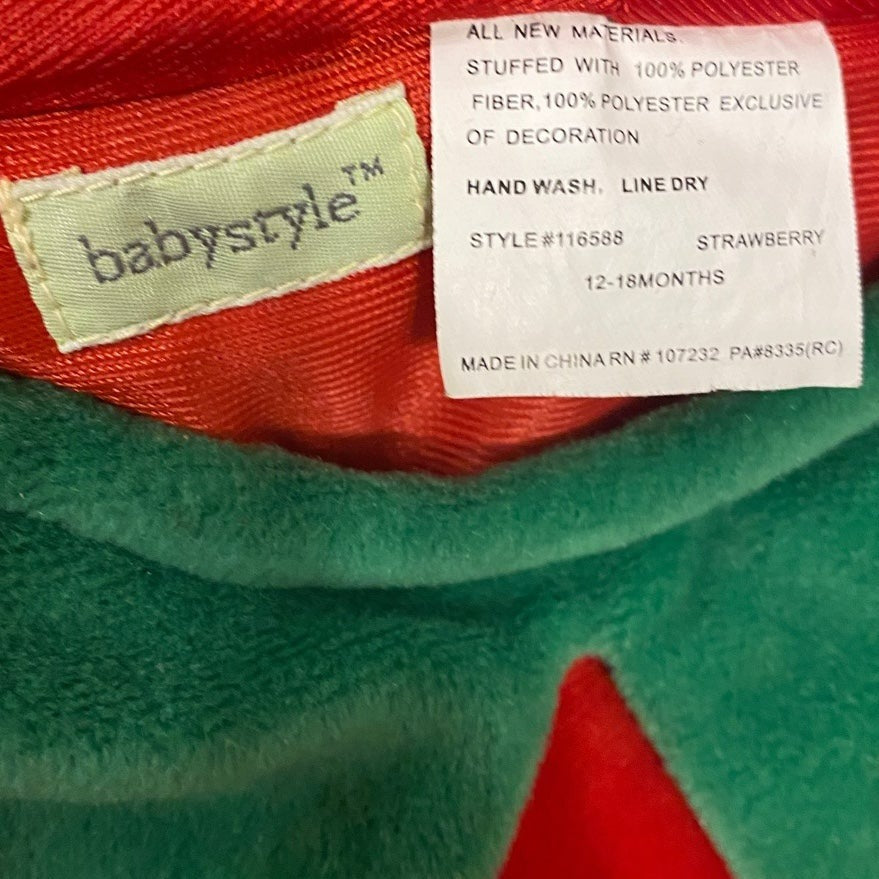 babystyle™
ALL NEW MATERIALS.
STUFFED WITH 100% POLYESTER
FIBER,100% POLYESTER EXCLUSIVE
OF DECORATION
HAND WASH. LINE DRY
STYLE#116588 STRAWBERRY
12-18MONTHS
MADE IN CHINA RN # 107232 PA#8335(RC)